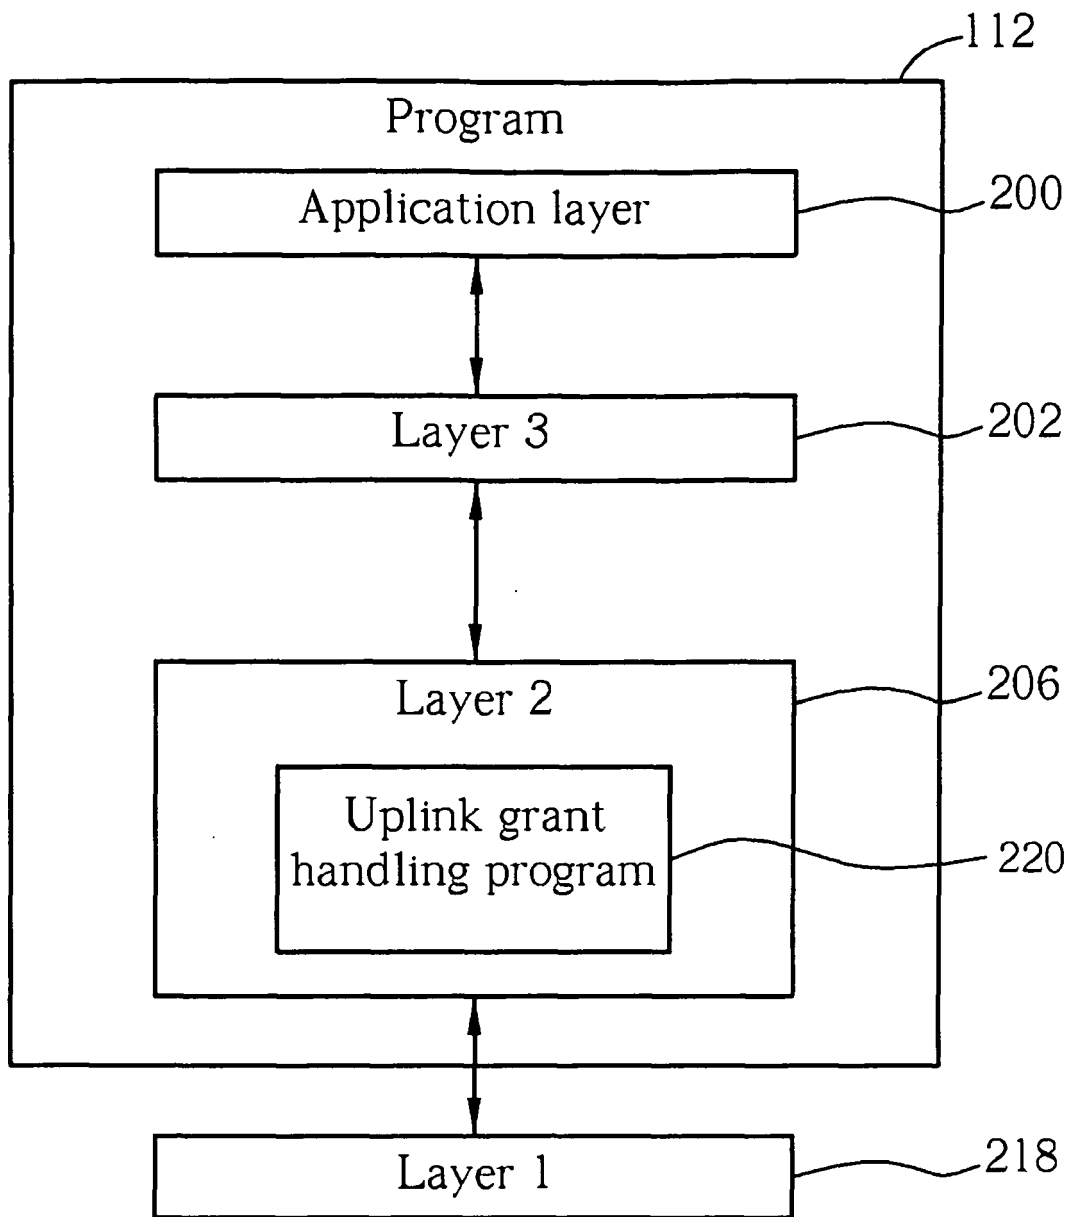 112
Program
Application layer
200
Layer 3
202
Layer 2
206
Uplink grant
handling program
220
Layer 1
218